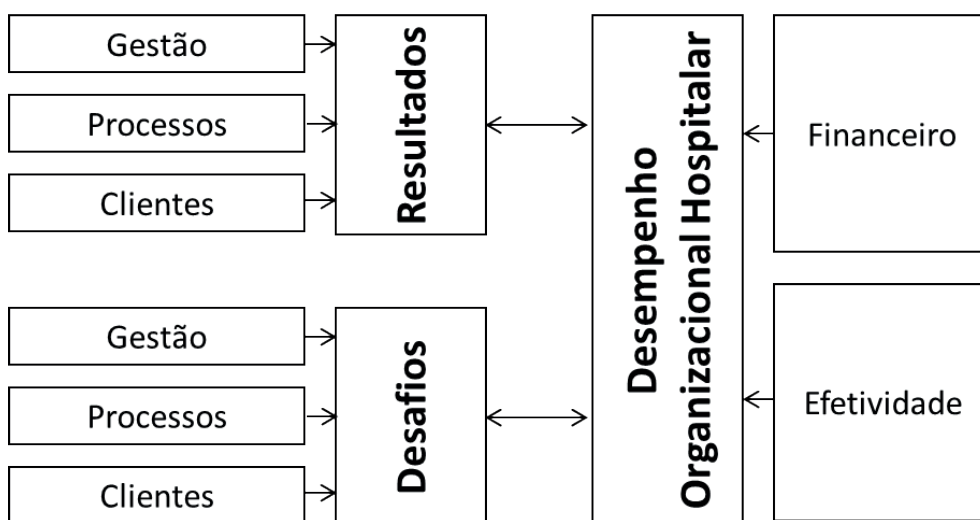 Gestão
Processos
Clientes
Resultados
Gestão
Processos
Clientes
Desafios
Desempenho
Organizacional Hospitalar
Financeiro
Efetividade